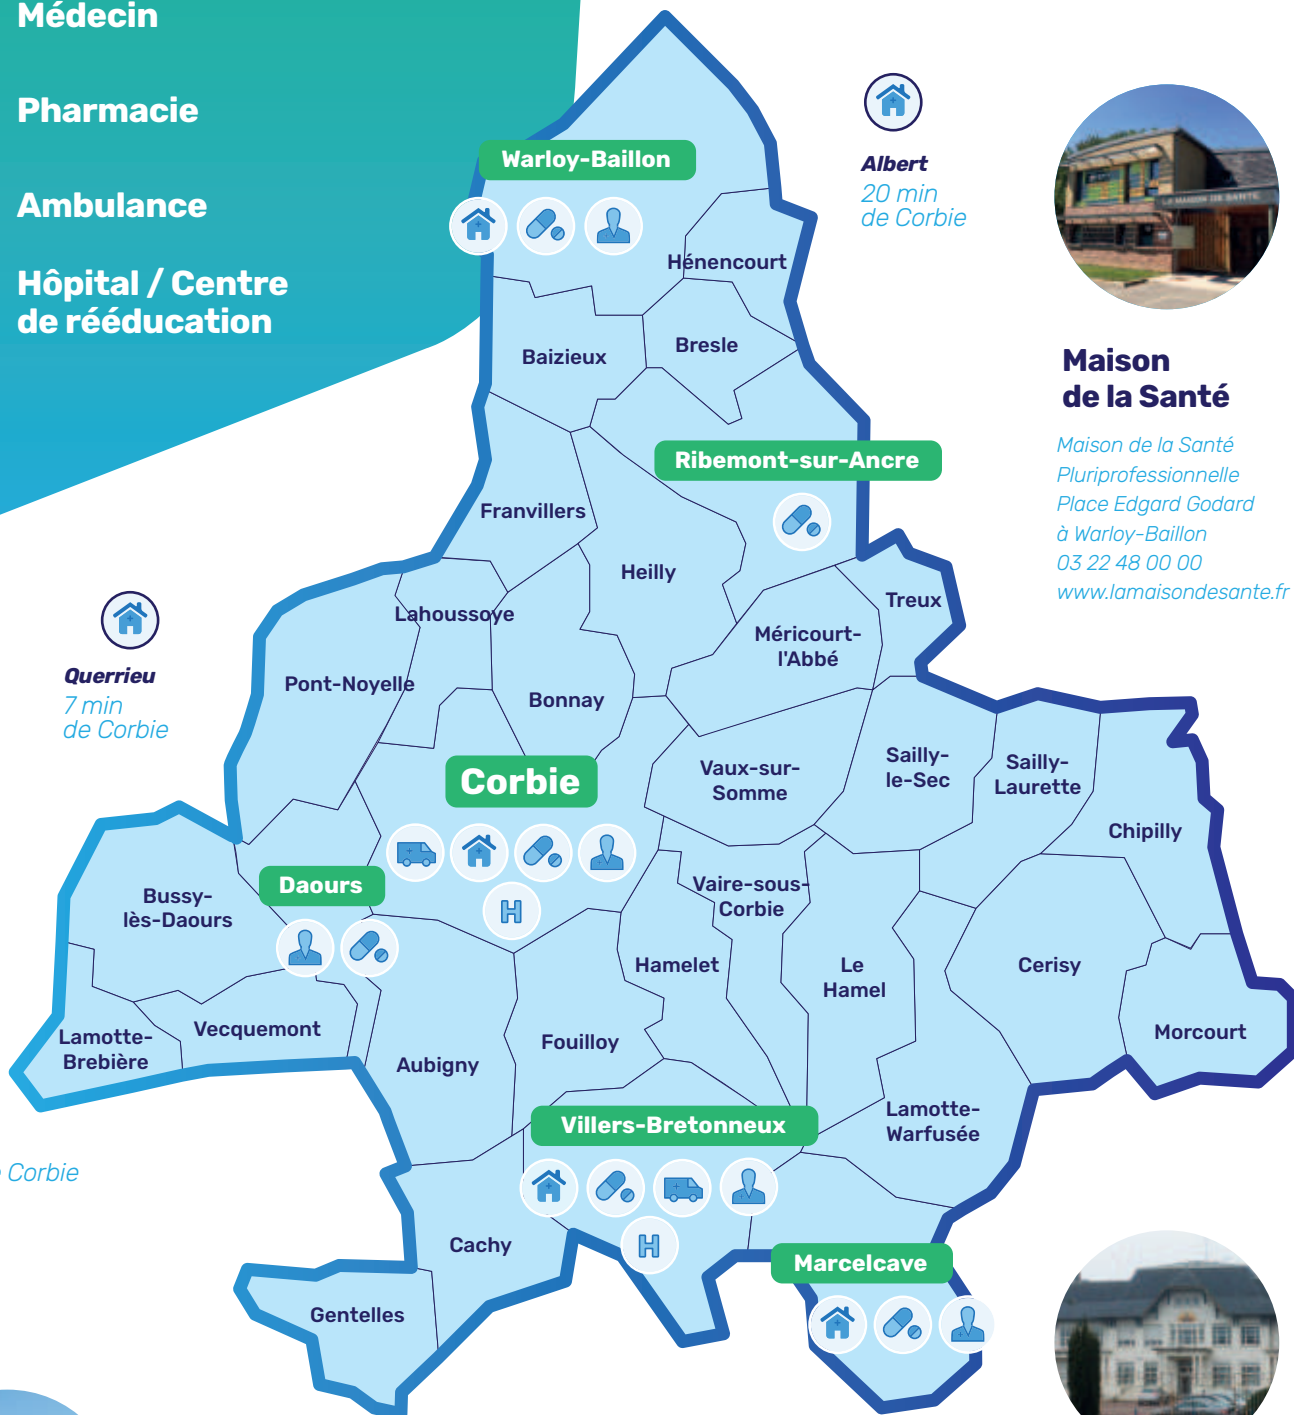 Médecin
Pharmacie
Ambulance
Hôpital / Centre
de rééducation
Warloy-Baillon
Albert
20 min
de Corbie
LA MAISON DE SANTE
Hénencourt
Baizieux
Bresle
Maison
de la Santé
Maison de la Santé
Pluriprofessionnelle
Place Edgard Godard
à Warloy-Baillon
03 22 48 00 00
www.lamaisondesante.fr
Ribemont-sur-Ancre
Franvillers
Heilly
Treux
Lahoussoye
Méricourt-
l'Abbé
Querrieu
7 min
de Corbie
Pont-Noyelle
Bonnay
Corbie
Vaux-sur-
Somme
Sailly-
le-Sec
Sailly-
Laurette
Chipilly
Daours
Bussy-
lès-Daours
H
Vaire-sous-
Corbie
Hamelet
Le
Hamel
Cerisy
Lamotte-
Brebière
Vecquemont
Aubigny
Fouilloy
Morcourt
Villers-Bretonneux
Lamotte-
Warfusée
Corbie
H
Cachy
Marcelcave
Gentelles